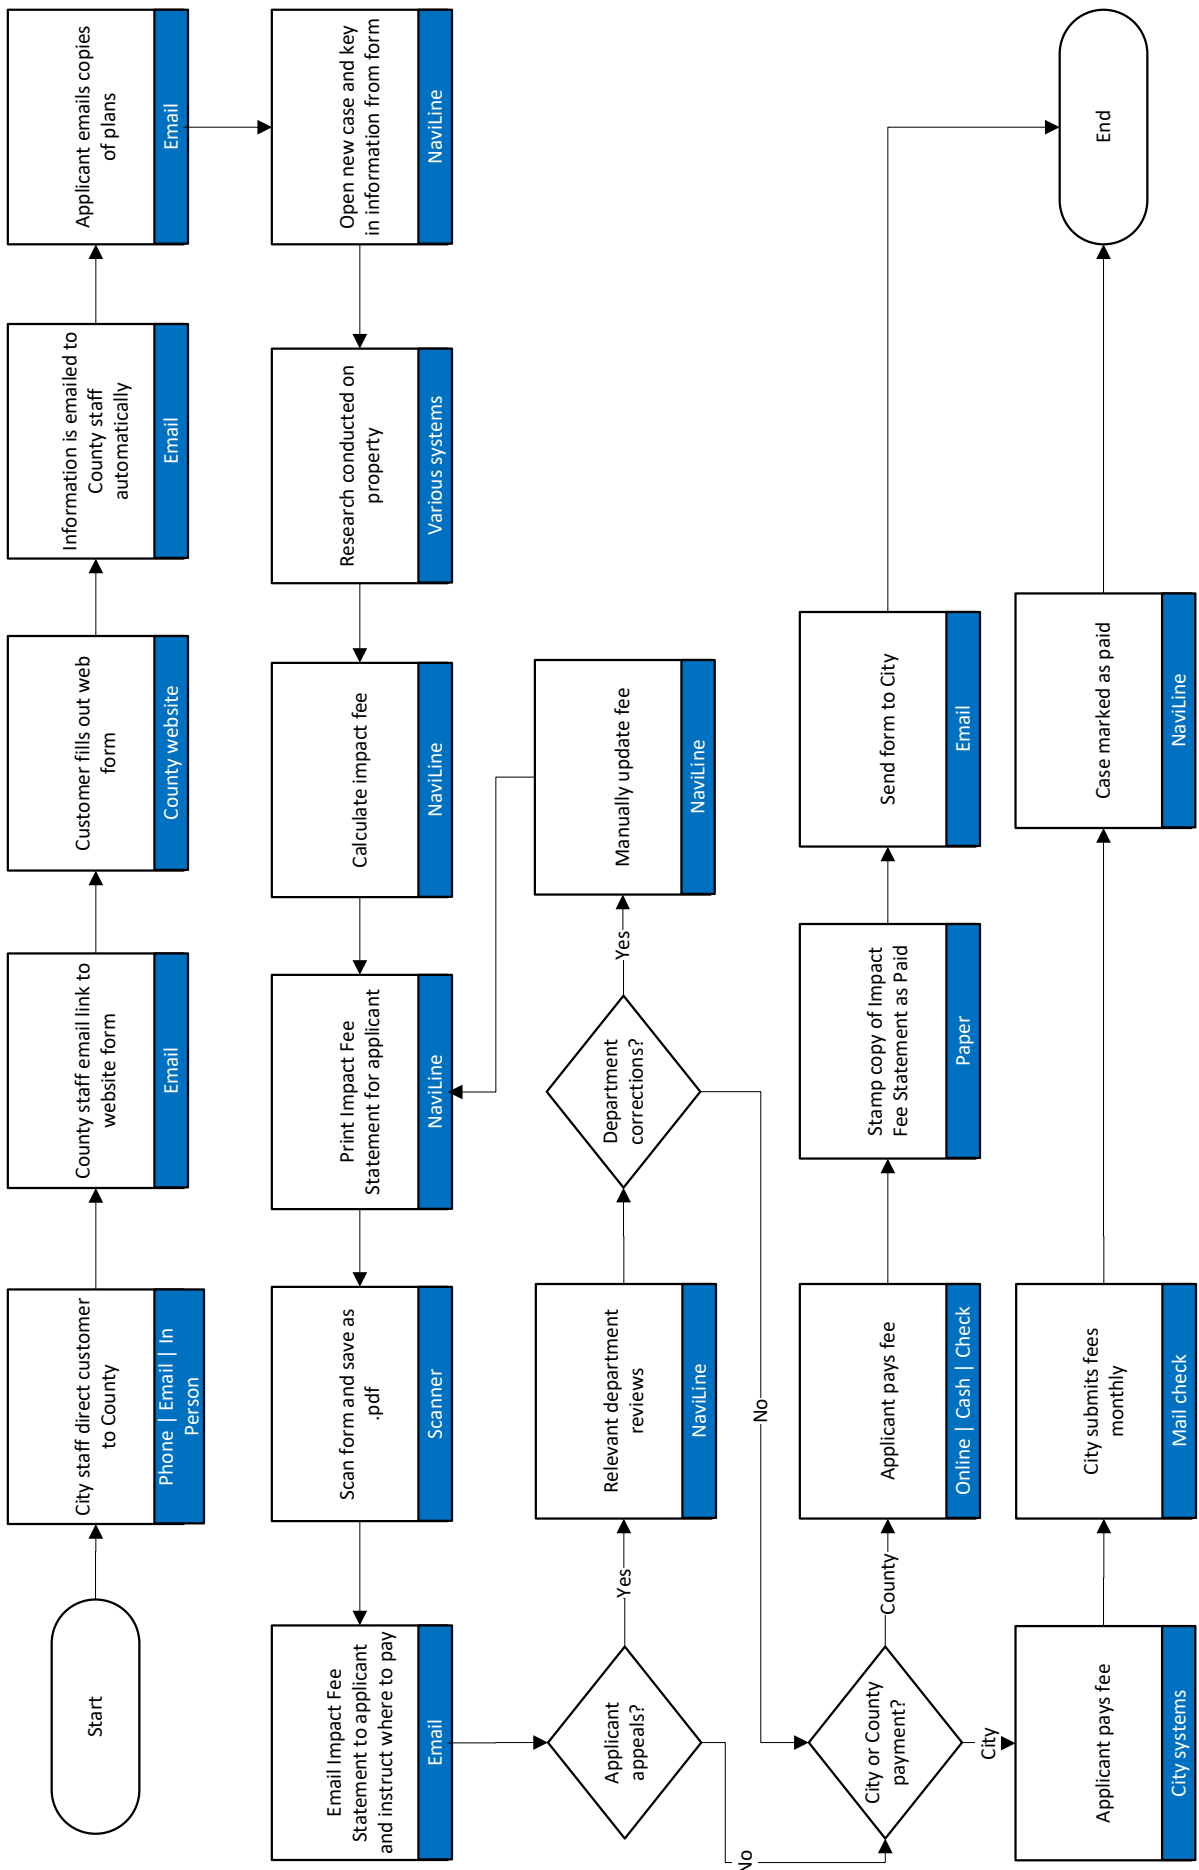 Start
City staff direct customer
to County
Phone | Email | In
Person
County staff email link to
website form
Email
Customer fills out web
form
County website
Information is emailed to
County staff
automatically
Email
Applicant emails copies
of plans
Email
Open new case and key
in information from form
NaviLine
Research conducted on
property
Various systems
Calculate impact fee
NaviLine
Print Impact Fee
Statement for applicant
NaviLine
Scan form and save as
.pdf
Scanner
Email Impact Fee
Statement to applicant
and instruct where to pay
Email
Applicant
appeals?
Yes
No
Relevant department
reviews
NaviLine
Department
corrections?
Yes
No
Manually update fee
NaviLine
City or County
payment?
County
City
Applicant pays fee
Online | Cash | Check
Stamp copy of Impact
Fee Statement as Paid
Paper
Send form to City
Email
Applicant pays fee
City systems
City submits fees
monthly
Mail check
Case marked as paid
NaviLine
End